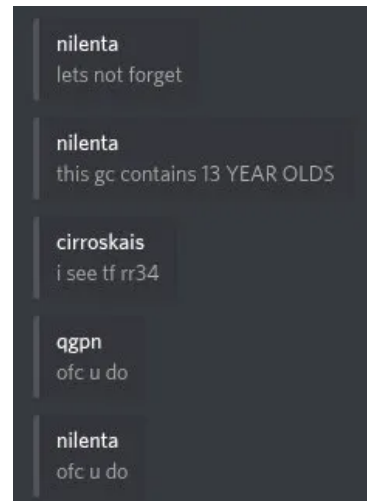 nilenta
lets not forget
nilenta
this gc contains 13 YEAR OLDS
cirroskais
i see tf rr34
qgpn
ofc u do
nilenta
ofc u do